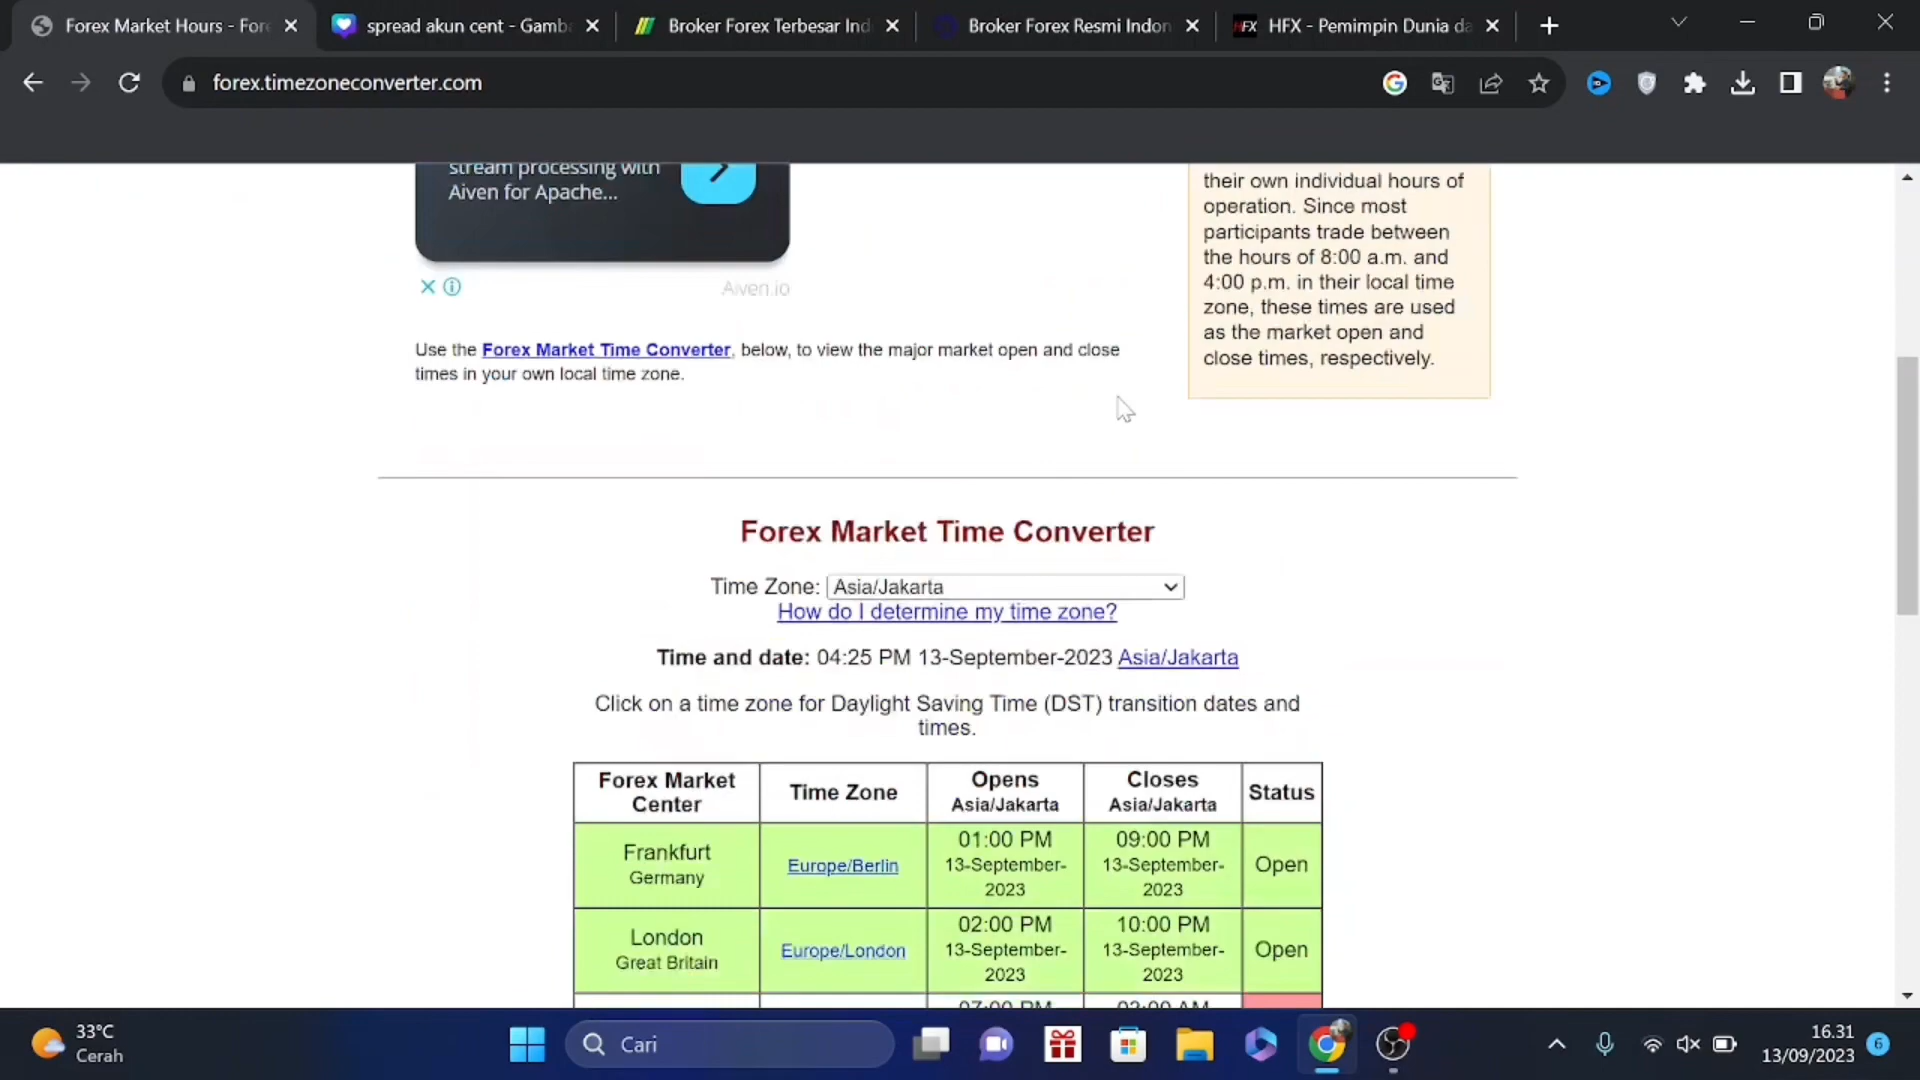 Forex Market Hours - For
spread akun cent - Gamb
Broker Forex Terbesar Ind
Broker Forex Resmi Indon
HFX - Pemimpin Dunia da
forex.timezoneconverter.com
stream processing with
Aiven for Apache...
Aiven.io
their own individual hours of
operation. Since most
participants trade between
the hours of 8:00 a.m. and
4:00 p.m. in their local time
zone, these times are used
as the market open and
close times, respectively.
Use the Forex Market Time Converter, below, to view the major market open and close
times in your own local time zone.
Forex Market Time Converter
Time Zone: Asia/Jakarta
How do I determine my time zone?
Time and date: 04:25 PM 13-September-2023 Asia/Jakarta
Click on a time zone for Daylight Saving Time (DST) transition dates and
times.
Forex Market
Center
Time Zone
Opens
Asia/Jakarta
Closes
Asia/Jakarta
Status
Frankfurt
Germany
Europe/Berlin
01:00 PM
13-September-
2023
09:00 PM
13-September-
2023
Open
London
Great Britain
Europe/London
02:00 PM
13-September-
2023
10:00 PM
13-September-
2023
Open
33°C
Cerah
Cari
16.31
13/09/2023
6